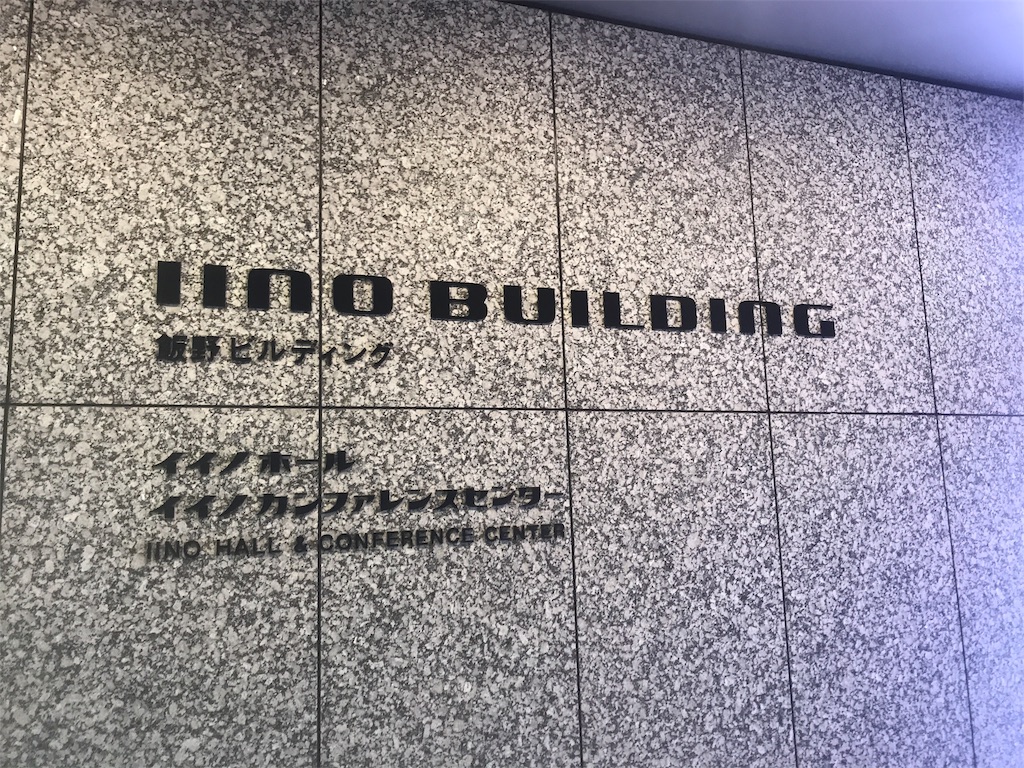 IINO BUILDING
飯野ビルディング
イイノホール
イイノカンファレンスセンター
IINO HALL & CONFERENCE CENTER